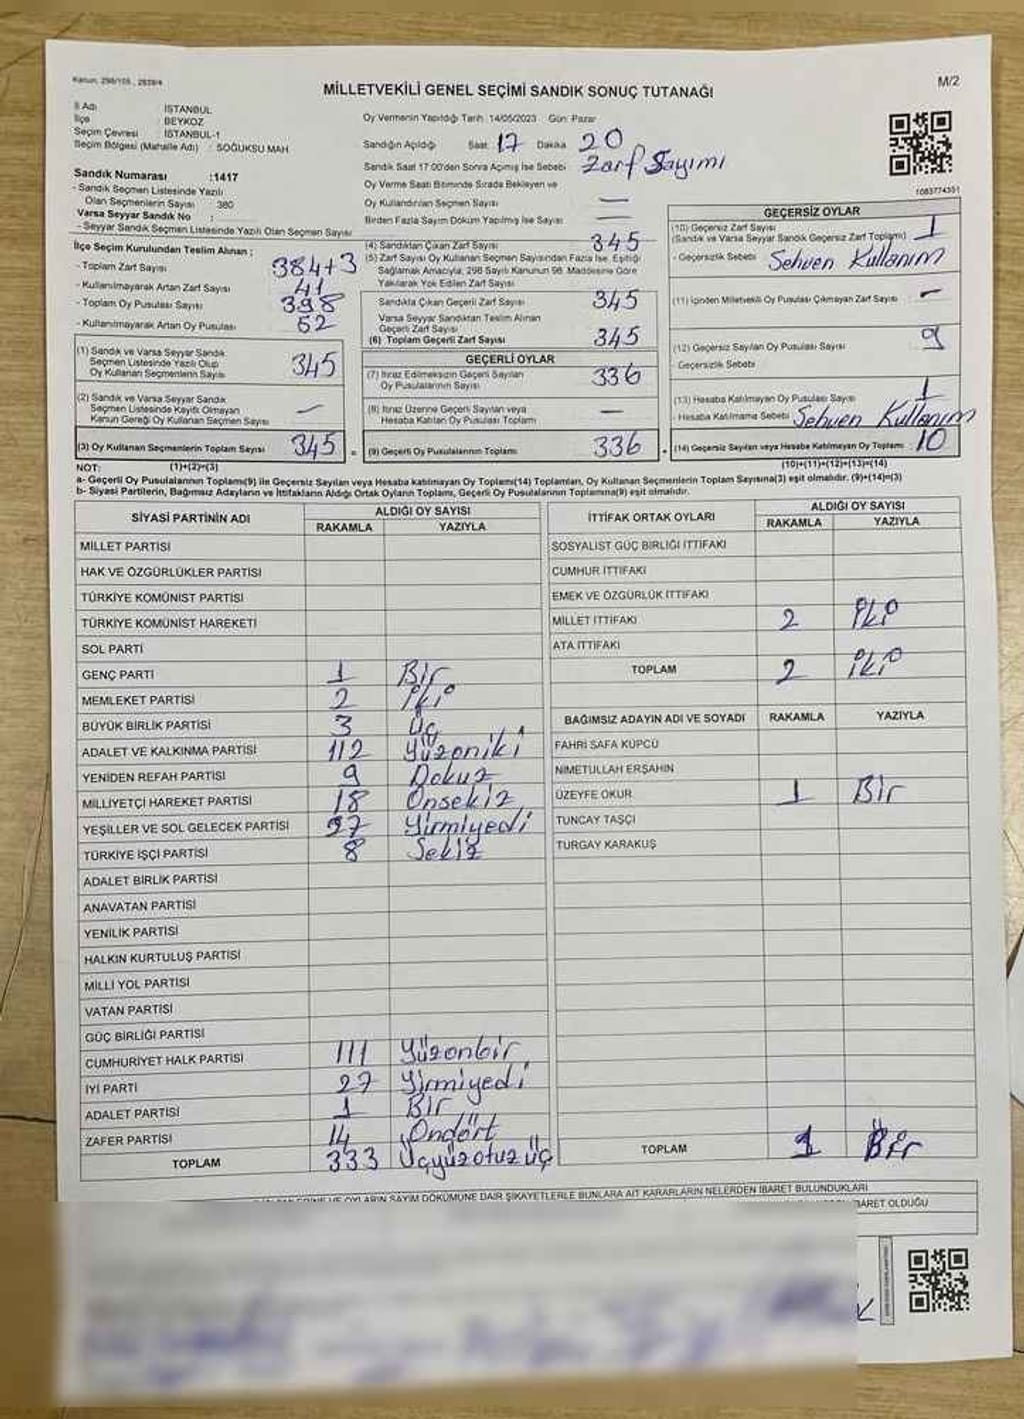 Kanun, 298/105 , 2839/4
MİLLETVEKİLİ GENEL SEÇİMİ SANDIK SONUÇ TUTANAĞI
M/2
İl Adı : İSTANBUL
İlçe : BEYKOZ
Seçim Çevresi : İSTANBUL-1
Seçim Bölgesi (Mahalle Adı) : SOĞUKSU MAH.
Sandık Numarası :1417
- Sandık Seçmen Listesinde Yazılı
Olan Seçmenlerin Sayısı : 380
Varsa Seyyar Sandık No :
- Seyyar Sandık Seçmen Listesinde Yazılı Olan Seçmen Sayısı
İlçe Seçim Kurulundan Teslim Alınan :
- Toplam Zarf Sayısı 384+3
- Kullanılmayarak Artan Zarf Sayısı 41
- Toplam Oy Pusulası Sayısı 398
- Kullanılmayarak Artan Oy Pusulası 52
(1) Sandık ve Varsa Seyyar Sandık
Seçmen Listesinde Yazılı Olup
Oy Kullanan Seçmenlerin Sayısı 345
(2) Sandık ve Varsa Seyyar Sandık
Seçmen Listesinde Kayıtlı Olmayan
Kanun Gereği Oy Kullanan Seçmen Sayısı —
(3) Oy Kullanan Seçmenlerin Toplam Sayısı 345
Oy Vermenin Yapıldığı Tarih: 14/05/2023 Gün: Pazar
Sandığın Açıldığı Saat: 17 Dakika 20
Sandık Saat 17:00'den Sonra Açılmış İse Sebebi Zarf Sayımı
Oy Verme Saati Bitiminde Sırada Bekleyen ve
Oy Kullandırılan Seçmen Sayısı —
Birden Fazla Sayım Döküm Yapılmış İse Sayısı —
(4) Sandıktan Çıkan Zarf Sayısı 345
(5) Zarf Sayısı Oy Kullanan Seçmen Sayısından Fazla İse, Eşitliği
Sağlamak Amacıyla, 298 Sayılı Kanunun 98. Maddesine Göre
Yakılarak Yok Edilen Zarf Sayısı
Sandıkta Çıkan Geçerli Zarf Sayısı 345
Varsa Seyyar Sandıktan Teslim Alınan
Geçerli Zarf Sayısı
(6) Toplam Geçerli Zarf Sayısı 345
GEÇERLİ OYLAR
(7) İtiraz Edilmeksizin Geçerli Sayılan
Oy Pusulalarının Sayısı 336
(8) İtiraz Üzerine Geçerli Sayılan veya
Hesaba Katılan Oy Pusulası Toplamı —
(9) Geçerli Oy Pusulalarının Toplamı 336
1083774351
GEÇERSİZ OYLAR
(10) Geçersiz Zarf Sayısı
(Sandık ve Varsa Seyyar Sandık Geçersiz Zarf Toplamı) 1
- Geçersizlik Sebebi Sehven Kullanım
(11) İçinden Milletvekili Oy Pusulası Çıkmayan Zarf Sayısı —
(12) Geçersiz Sayılan Oy Pusulası Sayısı 9
- Geçersizlik Sebebi
(13) Hesaba Katılmayan Oy Pusulası Sayısı 1
- Hesaba Katılmama Sebebi Sehven Kullanım
(14) Geçersiz Sayılan veya Hesaba Katılmayan Oy Toplamı 10
NOT: (1)+(2)=(3) (10)+(11)+(12)+(13)=(14)
a- Geçerli Oy Pusulasının Toplamı(9) ile Geçersiz Sayılan veya Hesaba katılmayan Oy Toplamı(14) Toplamları, Oy Kullanan Seçmenlerin Toplam Sayısına(3) eşit olmalıdır. (9)+(14)=(3)
b- Siyasi Partilerin, Bağımsız Adayların ve İttifakların Aldığı Ortak Oyların Toplamı, Geçerli Oy Pusulasının Toplamına(9) eşit olmalıdır.
SİYASİ PARTİNİN ADI ALDIĞI OY SAYISI
RAKAMLA YAZIYLA
MİLLET PARTİSİ
HAK VE ÖZGÜRLÜKLER PARTİSİ
TÜRKİYE KOMÜNİST PARTİSİ
TÜRKİYE KOMÜNİST HAREKETİ
SOL PARTİ
GENÇ PARTİ 1 Bir
MEMLEKET PARTİSİ 2 İki
BÜYÜK BİRLİK PARTİSİ 3 Üç
ADALET VE KALKINMA PARTİSİ 112 Yüzoniki
YENİDEN REFAH PARTİSİ 9 Dokuz
MİLLİYETÇİ HAREKET PARTİSİ 18 Onsekiz
YEŞİLLER VE SOL GELECEK PARTİSİ 27 Yirmiyedi
TÜRKİYE İŞÇİ PARTİSİ 8 Sekiz
ADALET BİRLİK PARTİSİ
ANAVATAN PARTİSİ
YENİLİK PARTİSİ
HALKIN KURTULUŞ PARTİSİ
MİLLİ YOL PARTİSİ
VATAN PARTİSİ
GÜÇ BİRLİĞİ PARTİSİ
CUMHURİYET HALK PARTİSİ 111 Yüzonbir
İYİ PARTİ 27 Yirmiyedi
ADALET PARTİSİ 1 Bir
ZAFER PARTİSİ 14 Ondört
TOPLAM 333 Üçyüzotuzüç
İTTİFAK ORTAK OYLARI ALDIĞI OY SAYISI
RAKAMLA YAZIYLA
SOSYALİST GÜÇ BİRLİĞİ İTTİFAKI
CUMHUR İTTİFAKI
EMEK VE ÖZGÜRLÜK İTTİFAKI
MİLLET İTTİFAKI 2 İki
ATA İTTİFAKI
TOPLAM 2 İki
BAĞIMSIZ ADAYIN ADI VE SOYADI RAKAMLA YAZIYLA
FAHRİ SAFA KÜPCÜ
NİMETULLAH ERŞAHİN
ÜZEYFE OKUR 1 Bir
TUNCAY TAŞÇI
TURGAY KARAKUŞ
TOPLAM 1 Bir
VE OYLARIN SAYIM DÖKÜMÜNE DAİR ŞİKAYETLERLE BUNLARA AİT KARARLARIN NELERDEN İBARET BULUNDUKLARI
İBARET OLDUĞU